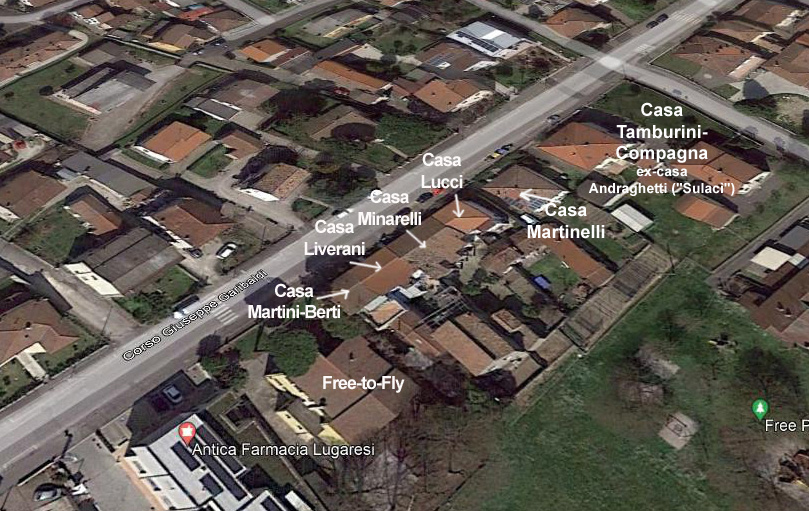 Casa
Tamburini-
Compagna
ex-casa
Andraghetti ("Sulaci")
Casa
Lucci
Casa
Minarelli
Casa
Martinelli
Casa
Liverani
Casa
Martini-Berti
Corso Giuseppe Garibaldi
Free-to-Fly
Antica Farmacia Lugaresi
Free P